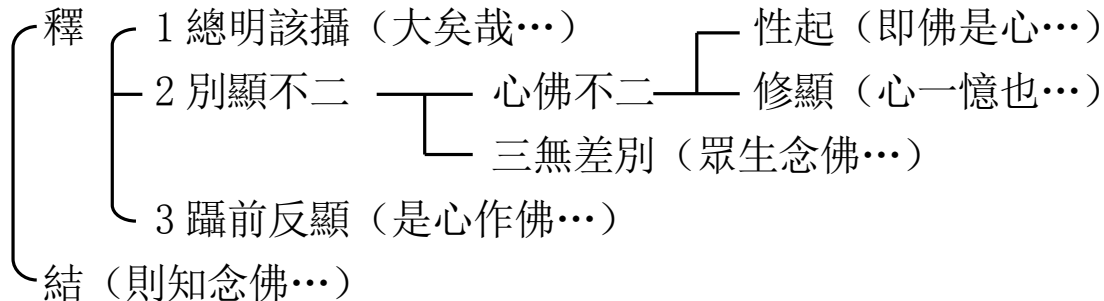 釋 1 總明該攝（大矣哉…） 性起（即佛是心…）
2 別顯不二 心佛不二 修顯（心一憶也…）
三無差別（眾生念佛…）
3 躡前反顯（是心作佛…）
結（則知念佛…）